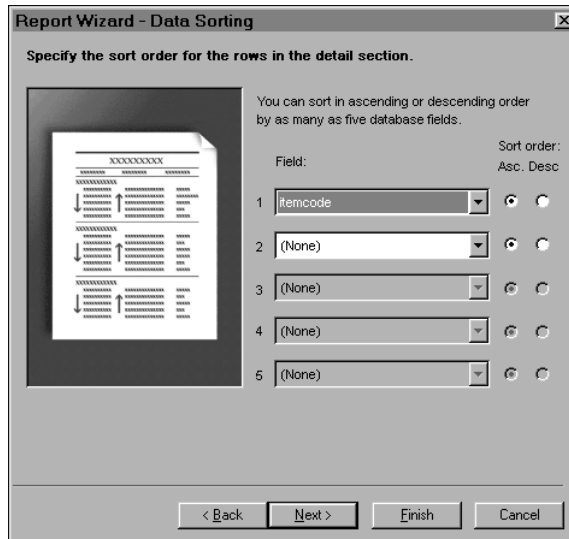 Report Wizard - Data Sorting
Specify the sort order for the rows in the detail section.
You can sort in ascending or descending order
by as many as five database fields.
Sort order:
Field:
Asc. Desc
1 itemcode
2 (None)
3 (None)
4 (None)
5 (None)
XXXXXXXXX
< Back
Next >
Finish
Cancel